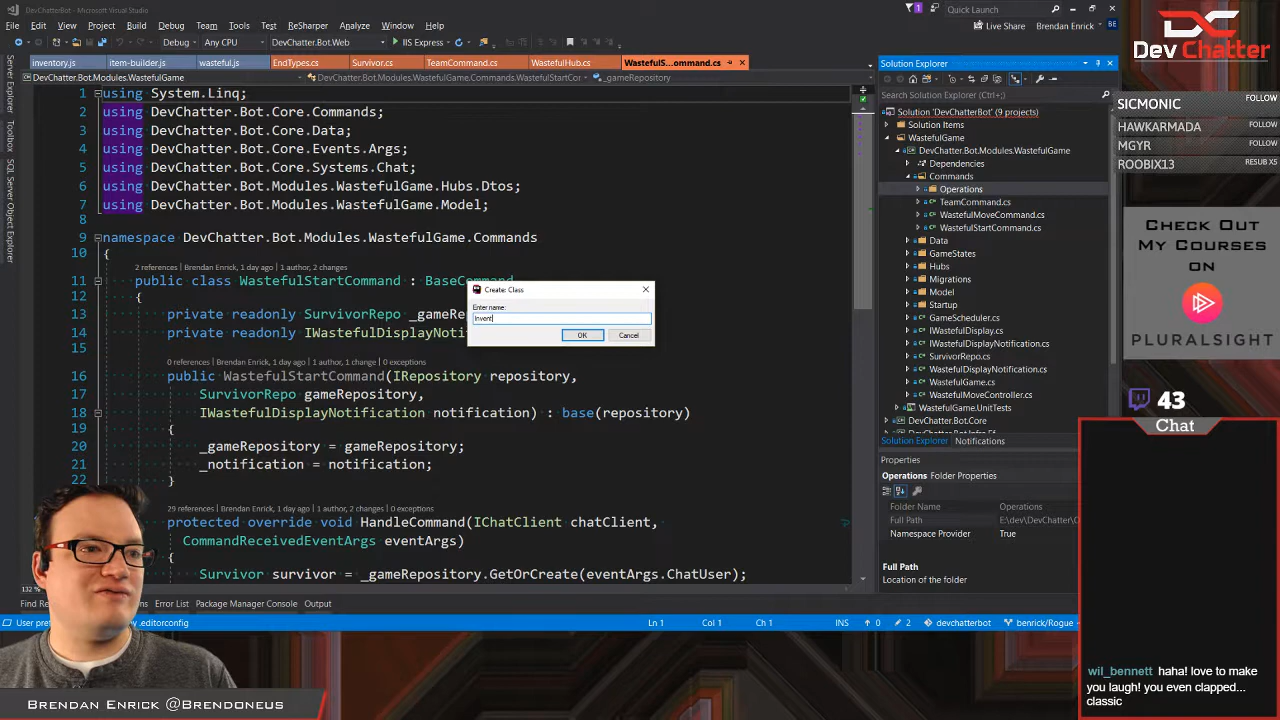 DevChatterBot - Microsoft Visual Studio
1
Quick Launch
File Edit View Project Build Debug Team Tools Test ReSharper Analyze Window Help
Live Share
Brendan Enrick
BE
Debug
Any CPU
DevChatter.Bot.Web
IIS Express
inventory.js
item-builder.js
wasteful.js
EndTypes.cs
Survivor.cs
TeamCommand.cs
WastefulHub.cs
WastefulS...ommand.cs
DevChatter.Bot.Modules.WastefulGame
DevChatter.Bot.Modules.WastefulGame.Commands.WastefulStartCor
_gameRepository
Server Explorer
Toolbox
SQL Server Object Explorer
1 using System.Linq;
2 using DevChatter.Bot.Core.Commands;
3 using DevChatter.Bot.Core.Data;
4 using DevChatter.Bot.Core.Events.Args;
5 using DevChatter.Bot.Core.Systems.Chat;
6 using DevChatter.Bot.Modules.WastefulGame.Hubs.Dtos;
7 using DevChatter.Bot.Modules.WastefulGame.Model;
8
9 namespace DevChatter.Bot.Modules.WastefulGame.Commands
10 {
2 references | Brendan Enrick, 1 day ago | 1 author, 2 changes
11 public class WastefulStartCommand : BaseCommand
12 {
13 private readonly SurvivorRepo _gameRe
14 private readonly IWastefulDisplayNoti
15
0 references | Brendan Enrick, 1 day ago | 1 author, 1 change | 0 exceptions
16 public WastefulStartCommand(IRepository repository,
17 SurvivorRepo gameRepository,
18 IWastefulDisplayNotification notification) : base(repository)
19 {
20 _gameRepository = gameRepository;
21 _notification = notification;
22 }
29 references | Brendan Enrick, 1 day ago | 1 author, 2 changes | 0 exceptions
protected override void HandleCommand(IChatClient chatClient,
CommandReceivedEventArgs eventArgs)
{
Survivor survivor = _gameRepository.GetOrCreate(eventArgs.ChatUser);
Create: Class
Enter name:
Invent
OK
Cancel
132 %
Error List
Package Manager Console
Output
Ln 1
Col 1
Ch 1
INS
0
2
devchatterbot
Solution Explorer
Search Solution Explorer
Solution 'DevChatterBot' (9 projects)
Solution Items
WastefulGame
DevChatter.Bot.Modules.WastefulGame
Dependencies
Commands
Operations
TeamCommand.cs
WastefulMoveCommand.cs
WastefulStartCommand.cs
Data
GameStates
Hubs
Migrations
Model
Startup
GameSurvivor.cs
IWastefulDisplay.cs
IWastefulDisplayNotification.cs
SurvivorRepo.cs
WastefulDisplayNotification.cs
WastefulGame.cs
WastefulMoveController.cs
WastefulGame.UnitTests
DevChatter.Bot.Core
Solution Explorer
Notifications
Properties
Operations Folder Properties
Folder Name Operations
Full Path
Namespace Provider True
Full Path
Location of the folder
Dev Chatter
SICMONIC FOLLOW
HAWKARMADA FOLLOW
MGYR FOLLOW
ROOBIX13 RESUB X5
Check Out
My Courses
on
PLURALSIGHT
43
Chat
wil_bennett haha! love to make
you laugh! you even clapped...
classic
Brendan Enrick @Brendoneus